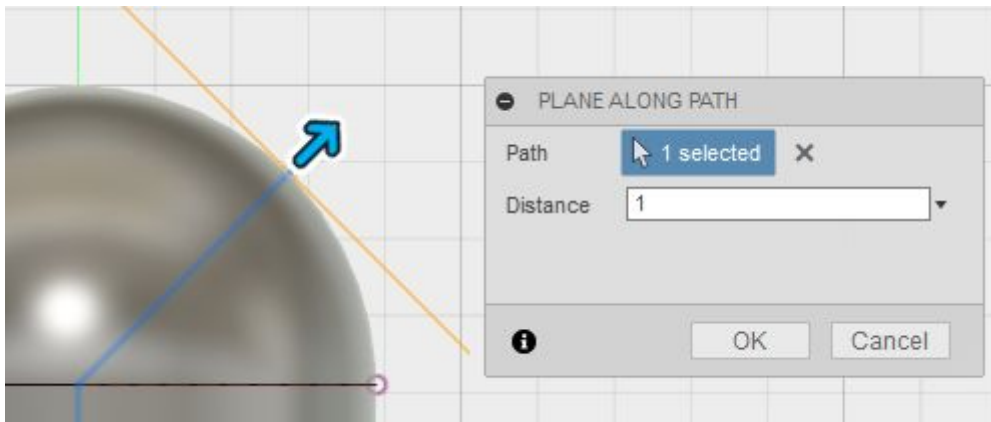 PLANE ALONG PATH
Path 1 selected
Distance 1
OK Cancel